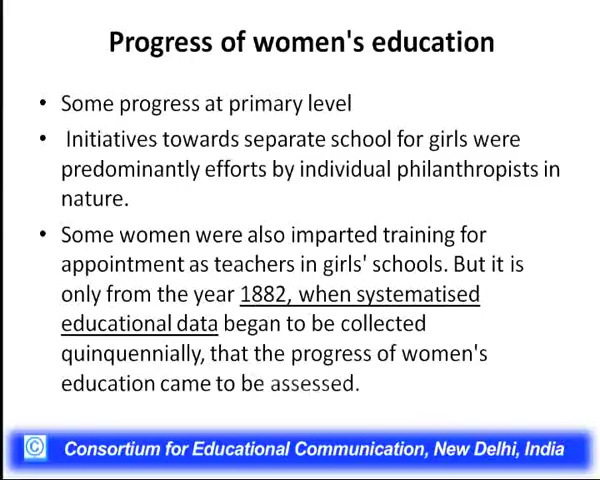 Progress of women's education
• Some progress at primary level
• Initiatives towards separate school for girls were
predominantly efforts by individual philanthropists in
nature.
• Some women were also imparted training for
appointment as teachers in girls' schools. But it is
only from the year 1882, when systematised
educational data began to be collected
quinquennially, that the progress of women's
education came to be assessed.
© Consortium for Educational Communication, New Delhi, India